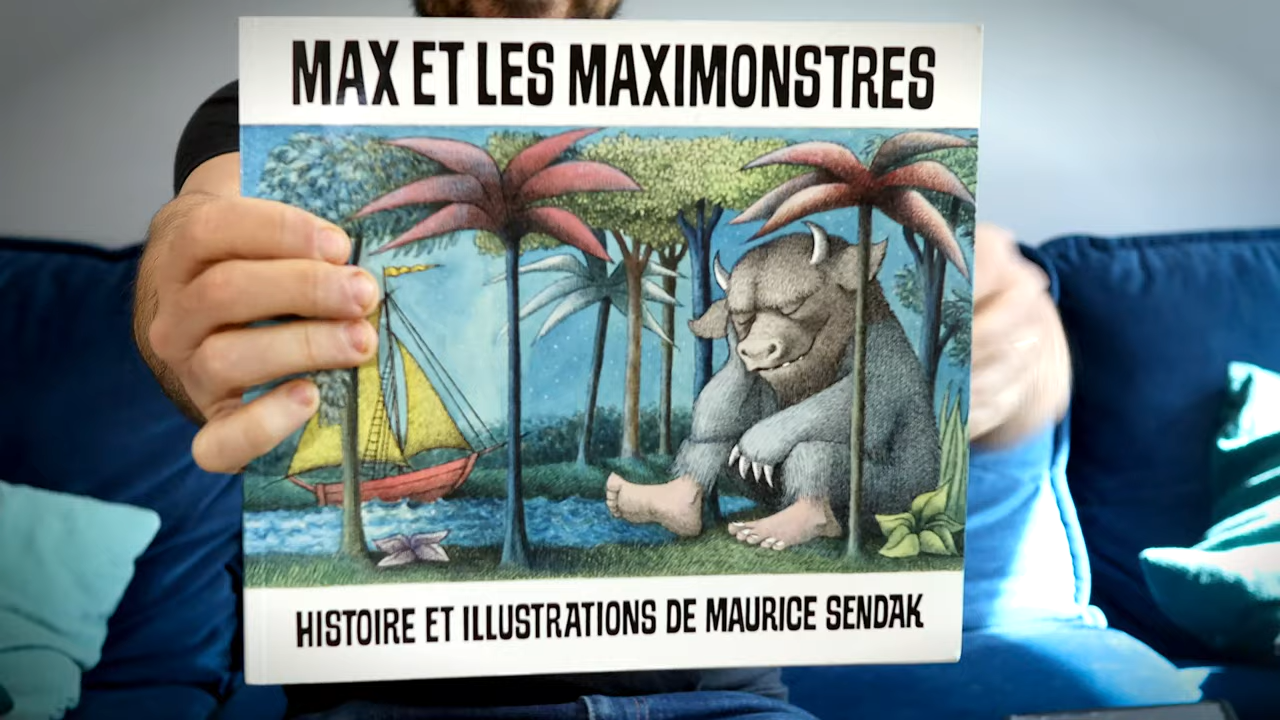 MAX ET LES MAXIMONSTRES
HISTOIRE ET ILLUSTRATIONS DE MAURICE SENDAK